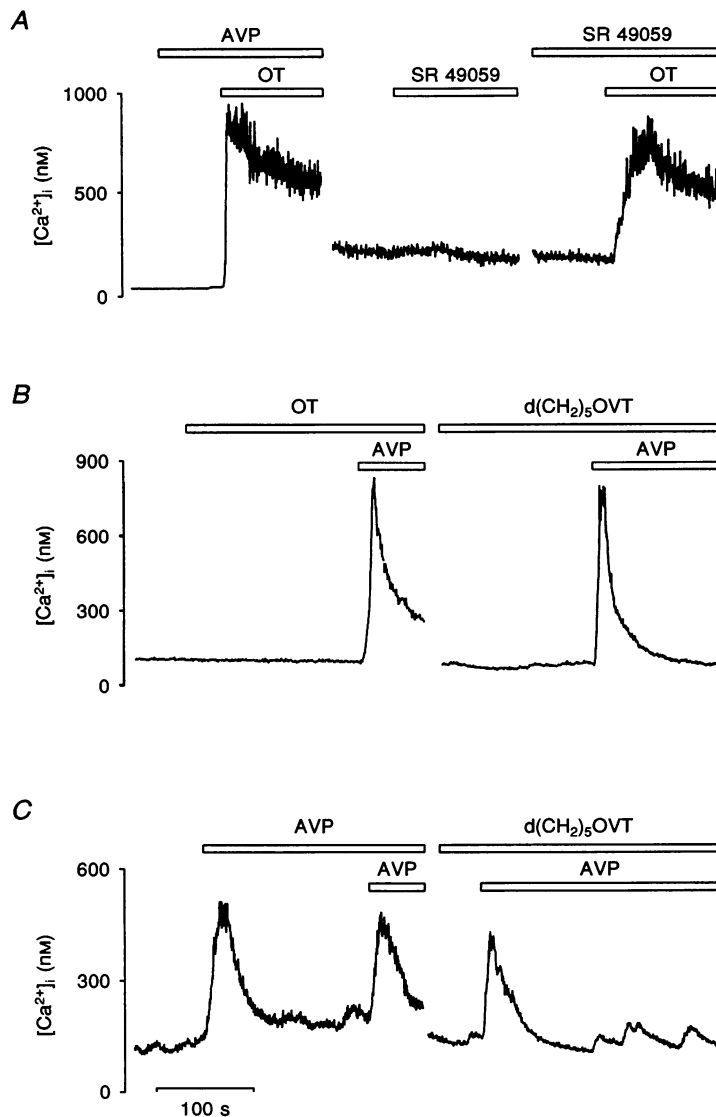 A
AVP
SR 49059
OT
SR 49059
OT
1000
500
0
[Ca²⁺]ᵢ (nM)
B
OT
d(CH₂)₅OVT
AVP
AVP
900
600
300
0
[Ca²⁺]ᵢ (nM)
C
AVP
d(CH₂)₅OVT
AVP
AVP
600
300
0
[Ca²⁺]ᵢ (nM)
100 s